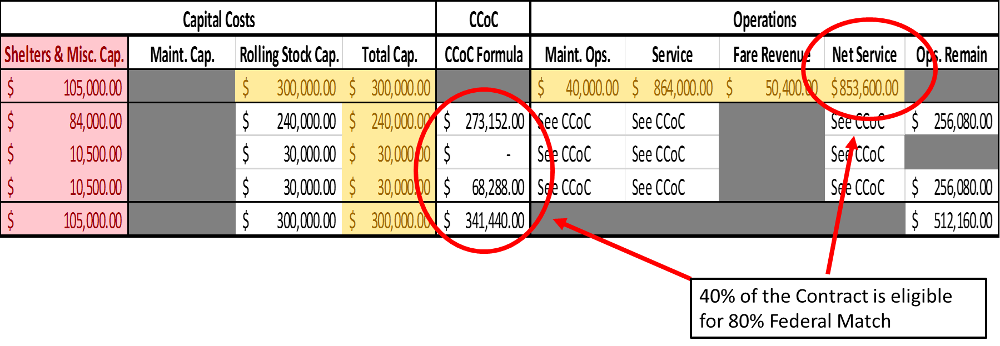 Capital Costs CCoC Operations
Shelters & Misc. Cap. Maint. Cap. Rolling Stock Cap. Total Cap. CCoC Formula Maint. Ops. Service Fare Revenue Net Service Ops. Remain
$ 105,000.00 $ 300,000.00 $ 300,000.00 $ 40,000.00 $ 864,000.00 $ 50,400.00 $853,600.00
$ 84,000.00 $ 240,000.00 $ 240,000.00 $ 273,152.00 See CCoC See CCoC See CCoC $ 256,080.00
$ 10,500.00 $ 30,000.00 $ 30,000.00 $ - See CCoC See CCoC See CCoC
$ 10,500.00 $ 30,000.00 $ 30,000.00 $ 68,288.00 See CCoC See CCoC See CCoC $ 256,080.00
$ 105,000.00 $ 300,000.00 $ 300,000.00 $ 341,440.00 $ 512,160.00
40% of the Contract is eligible
for 80% Federal Match